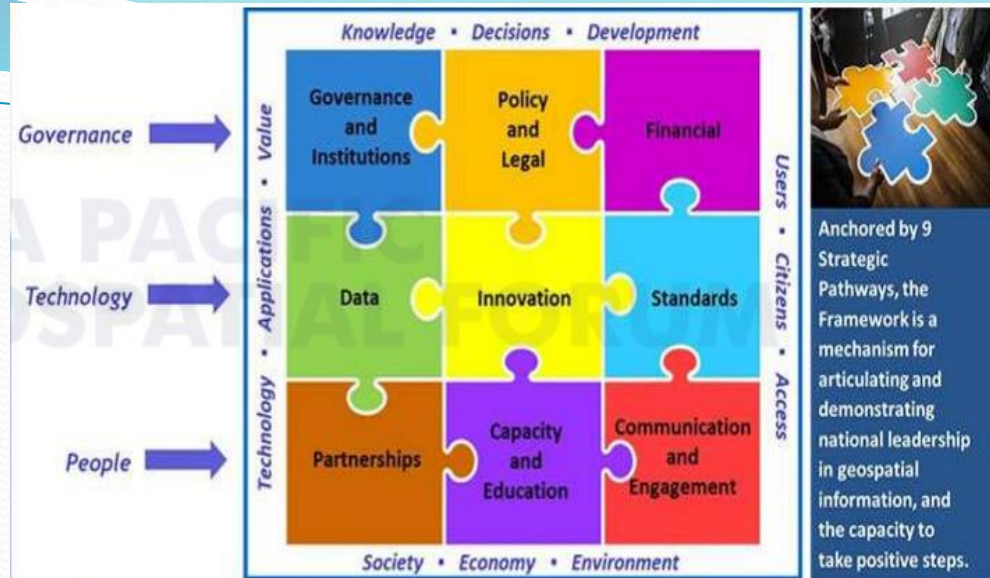 Knowledge • Decisions • Development
Governance
Technology
People
Technology • Applications • Value
Governance
and
Institutions
Policy
and
Legal
Financial
Data
Innovation
Standards
Partnerships
Capacity
and
Education
Communication
and
Engagement
Users • Citizens • Access
Society • Economy • Environment
Anchored by 9
Strategic
Pathways, the
Framework is a
mechanism for
articulating and
demonstrating
national leadership
in geospatial
information, and
the capacity to
take positive steps.
A PACIFIC
OSPATIAL FORUM